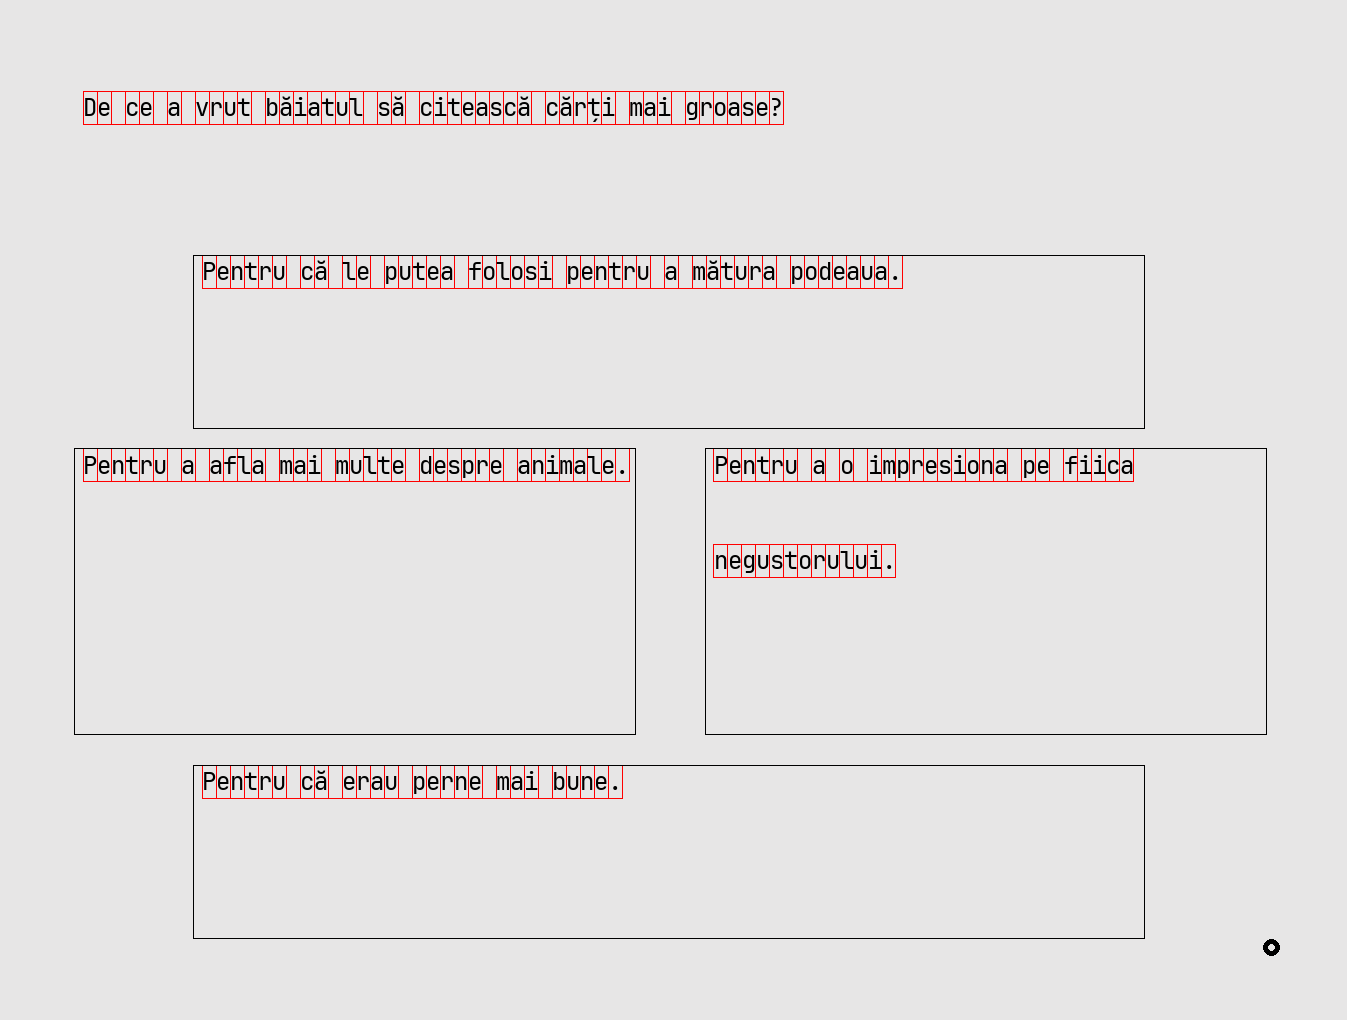 De ce a vrut băiatul să citească cărți mai groase?
Pentru că le putea folosi pentru a mătura podeaua.
Pentru a afla mai multe despre animale.
Pentru a o impresiona pe fiica
negustorului.
Pentru că erau perne mai bune.